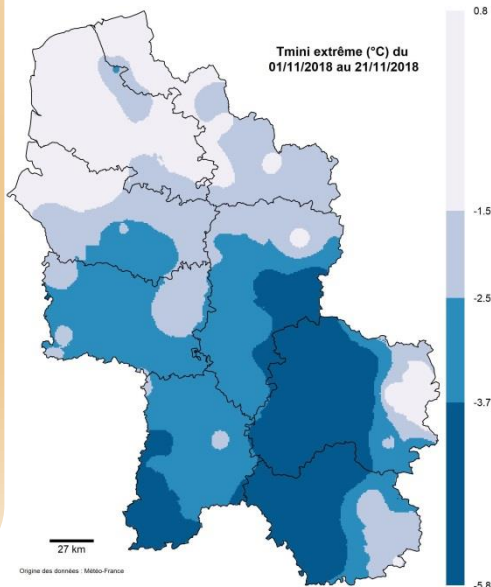 Tmini extrême (°C) du
01/11/2018 au 21/11/2018
0.8
-1.5
-2.5
-3.7
-5.8
27 km
Origine des données : Météo-France